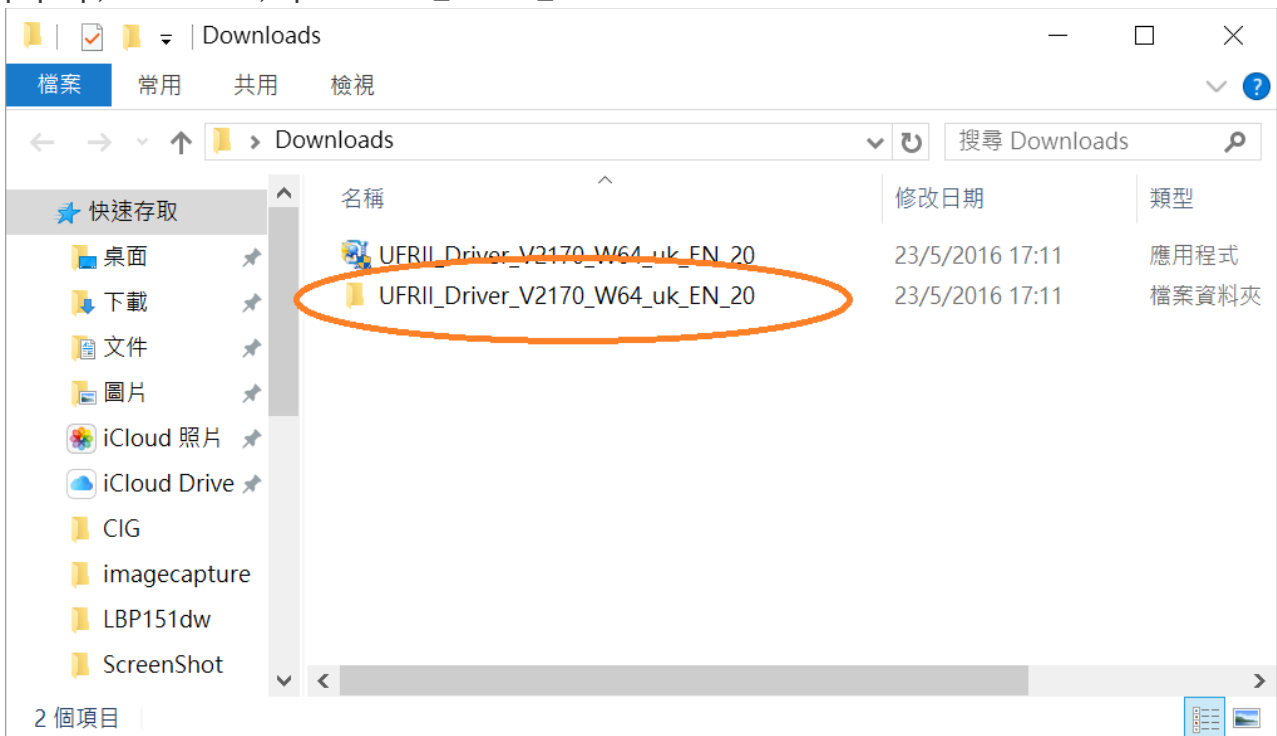 Downloads
檔案 常用 共用 檢視
Downloads 搜尋 Downloads
快速存取 名稱 修改日期 類型
桌面 UFRII_Driver_V2170_W64_uk_EN_20 23/5/2016 17:11 應用程式
下載 UFRII_Driver_V2170_W64_uk_EN_20 23/5/2016 17:11 檔案資料夾
文件
圖片
iCloud 照片
iCloud Drive
CIG
imagecapture
LBP151dw
ScreenShot
2 個項目